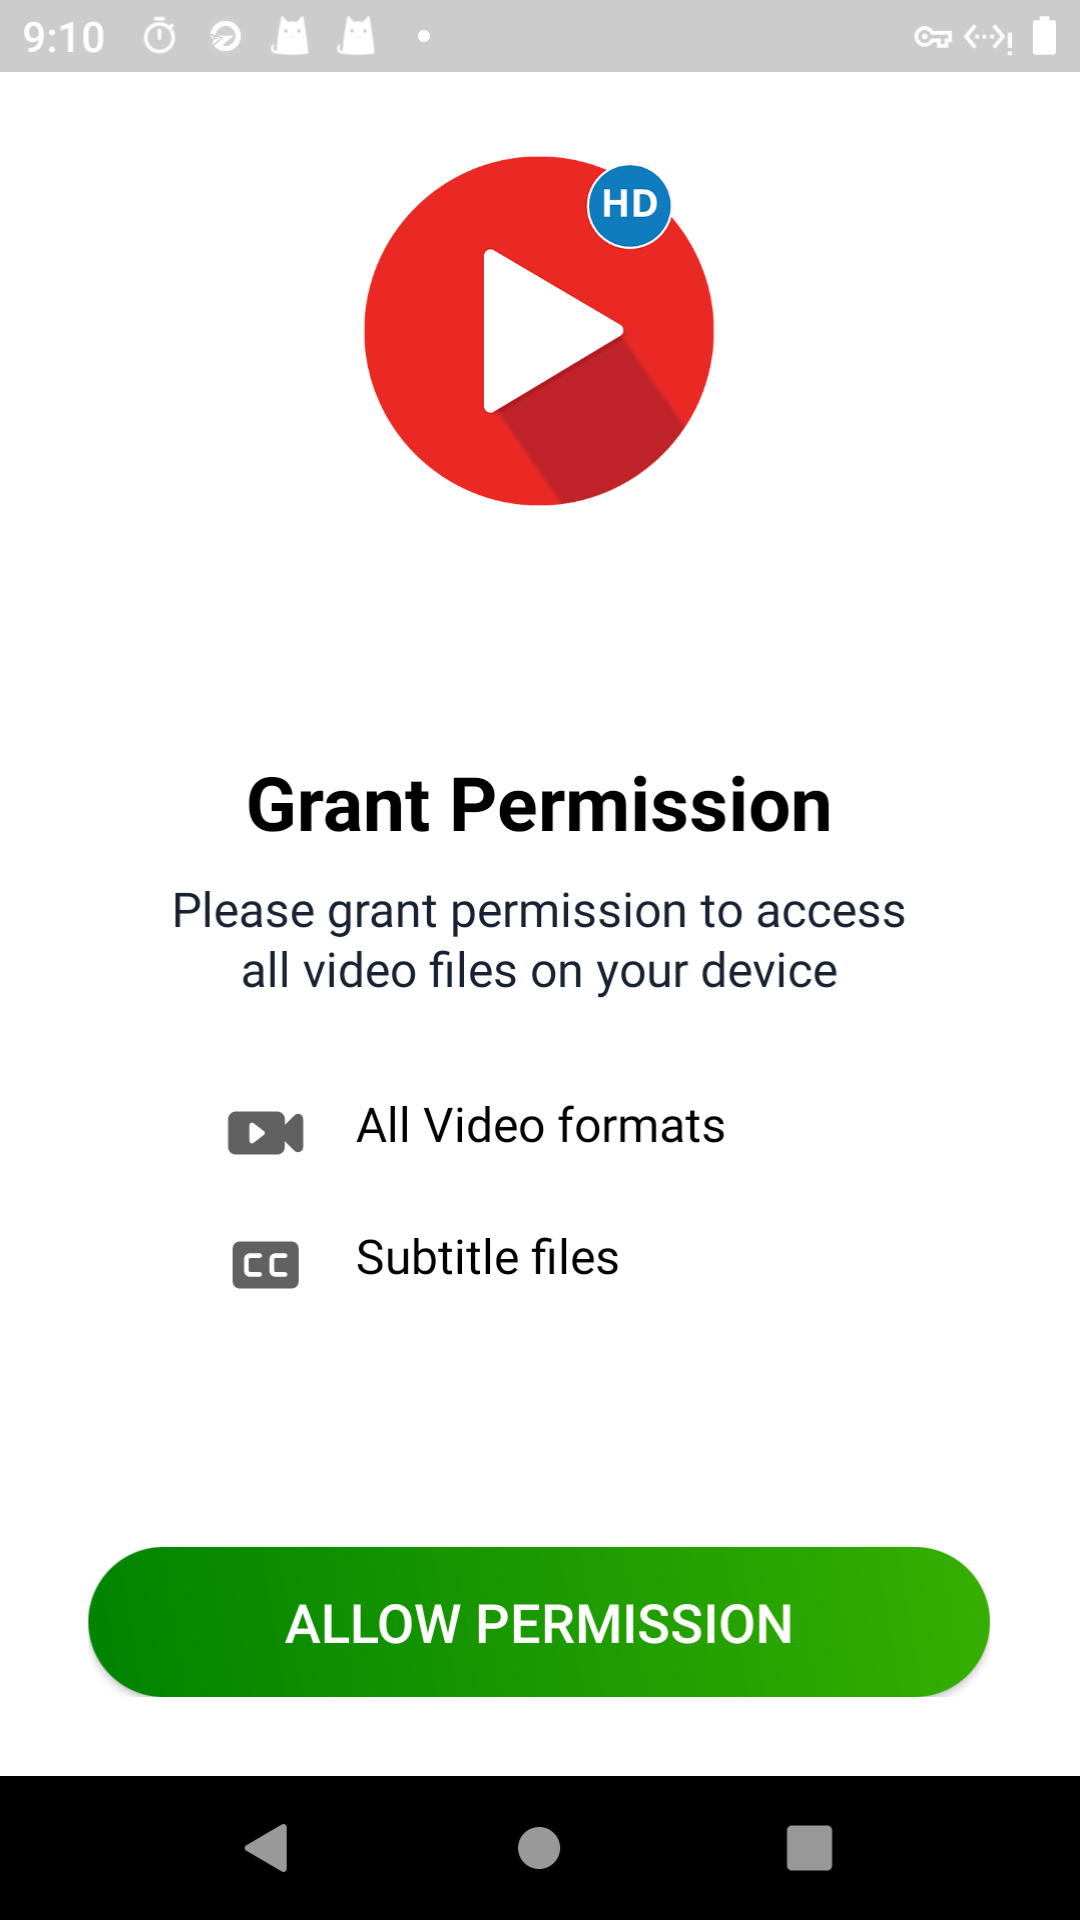 9:10
HD
Grant Permission
Please grant permission to access
all video files on your device
All Video formats
CC
Subtitle files
ALLOW PERMISSION